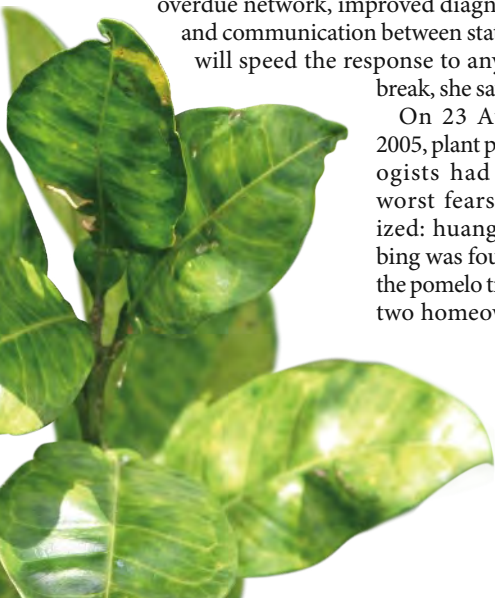 overdue network, improved diagn
and communication between stat
will speed the response to any
break, she sa
On 23 A
2005, plant p
ogists had
worst fears
ized: huang
bing was fou
the pomelo t
two homeow